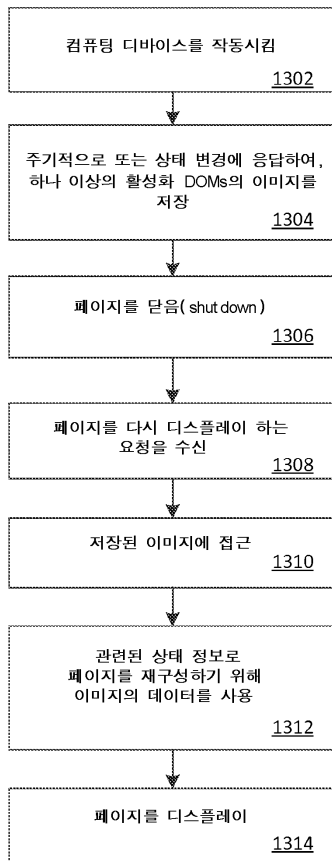 컴퓨팅 디바이스를 작동시킴
1302
주기적으로 또는 상태 변경에 응답하여,
하나 이상의 활성화 DOMs의 이미지를
저장
1304
페이지를 닫음( shut down )
1306
페이지를 다시 디스플레이 하는
요청을 수신
1308
저장된 이미지에 접근
1310
관련된 상태 정보로
페이지를 재구성하기 위해
이미지의 데이터를 사용
1312
페이지를 디스플레이
1314